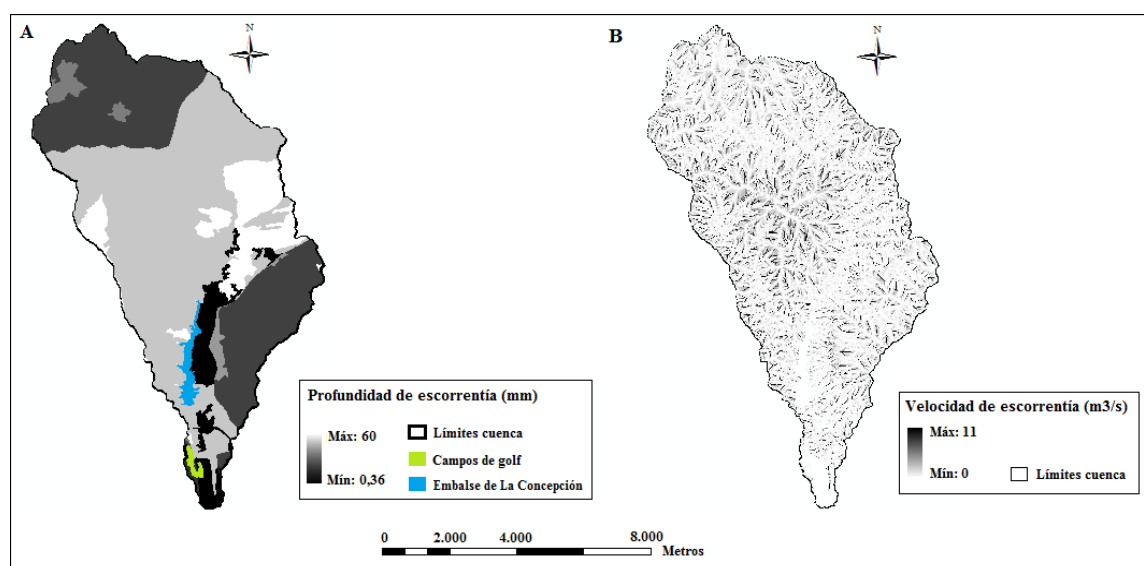 A
N
B
N
Profundidad de escorrentía (mm)
Máx: 60
Mín: 0,36
Límites cuenca
Campos de golf
Embalse de La Concepción
Velocidad de escorrentía (m3/s)
Máx: 11
Mín: 0
Límites cuenca
0 2.000 4.000 8.000
Metros